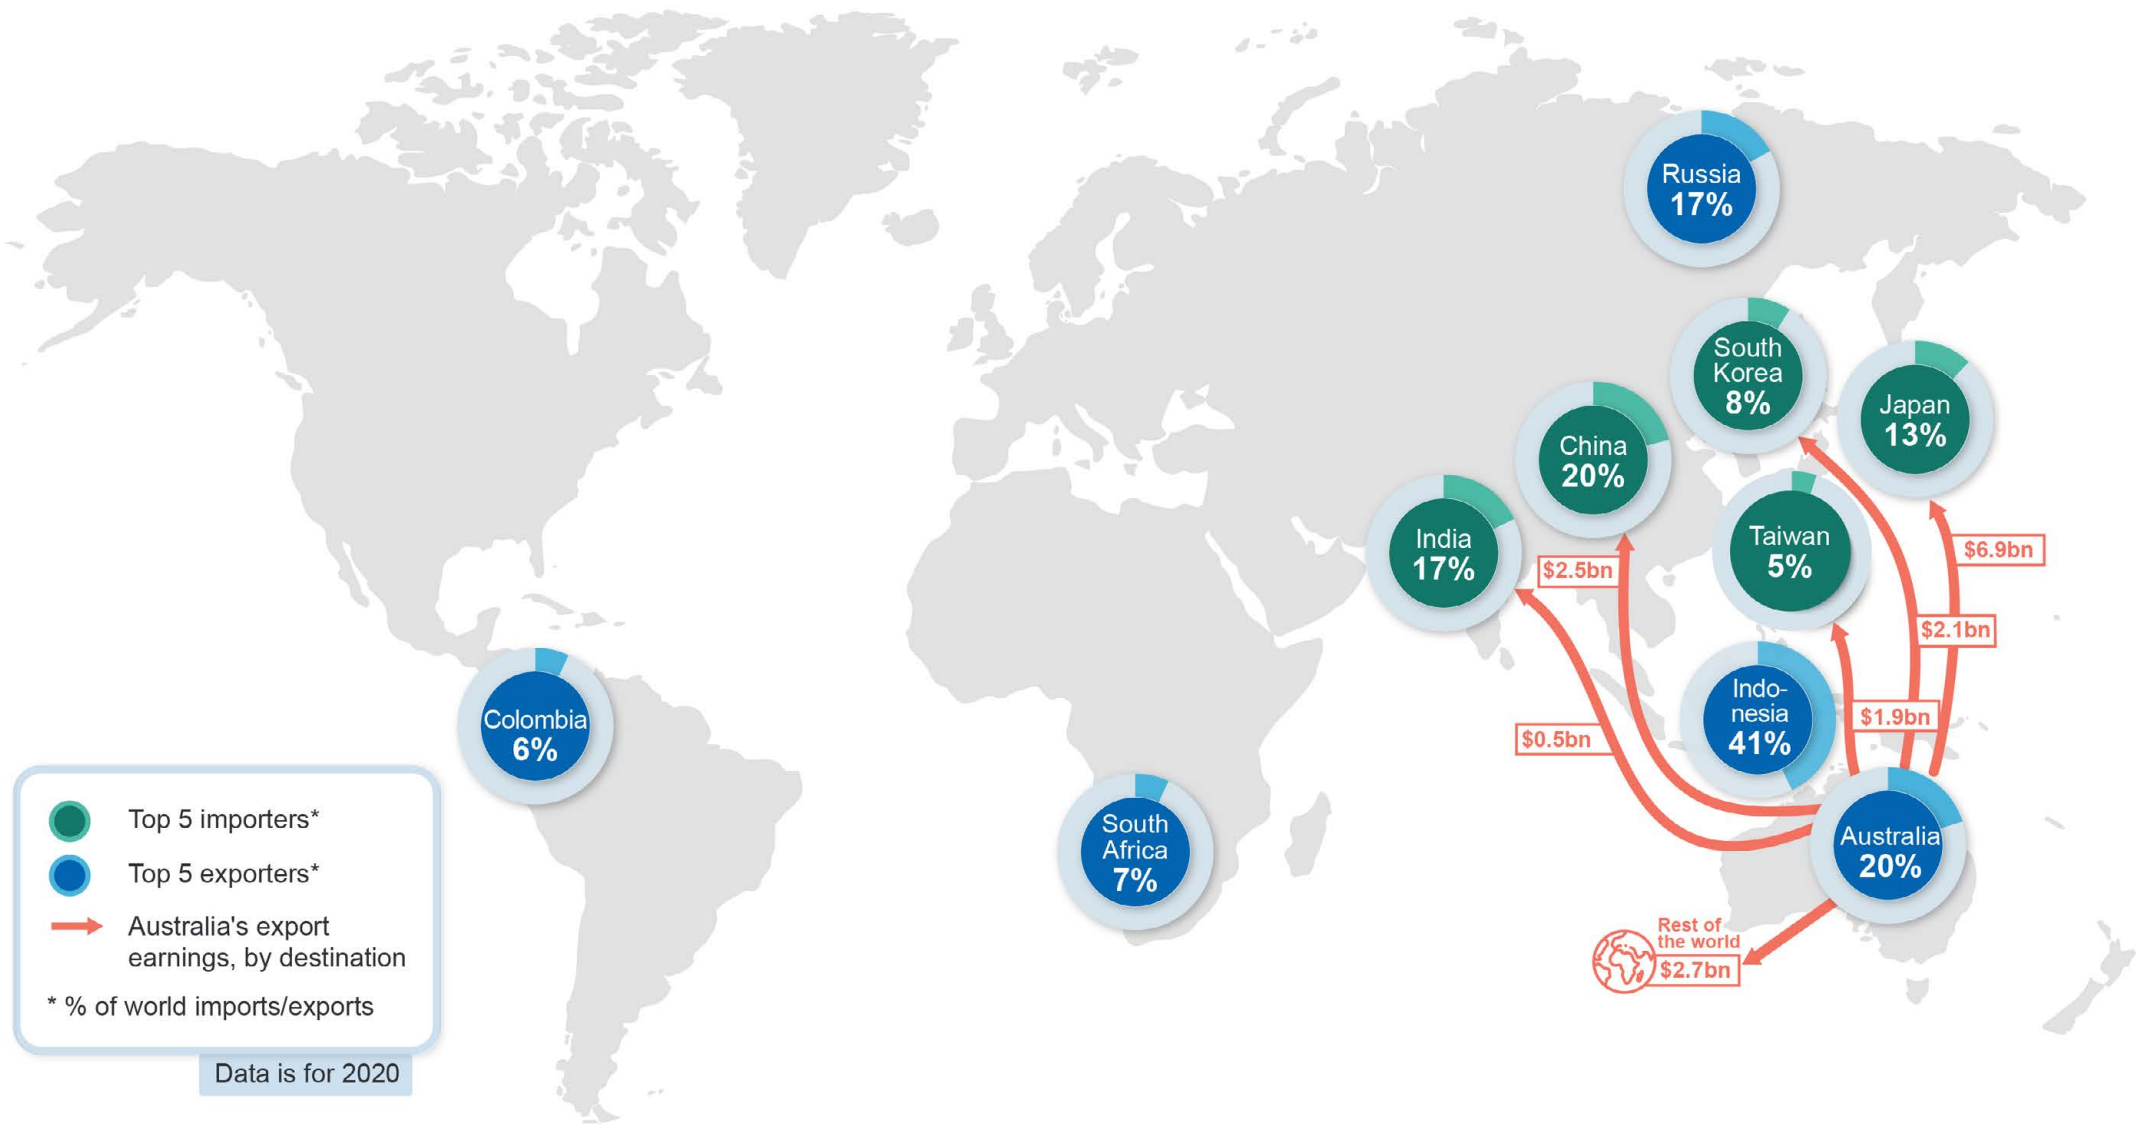 Russia
17%
South
Korea
8%
Japan
13%
China
20%
India
17%
Taiwan
5%
$2.5bn
$6.9bn
$2.1bn
Indo-
nesia
41%
$1.9bn
$0.5bn
Colombia
6%
South
Africa
7%
Australia
20%
Rest of
the world
$2.7bn
Top 5 importers*
Top 5 exporters*
Australia's export
earnings, by destination
* % of world imports/exports
Data is for 2020